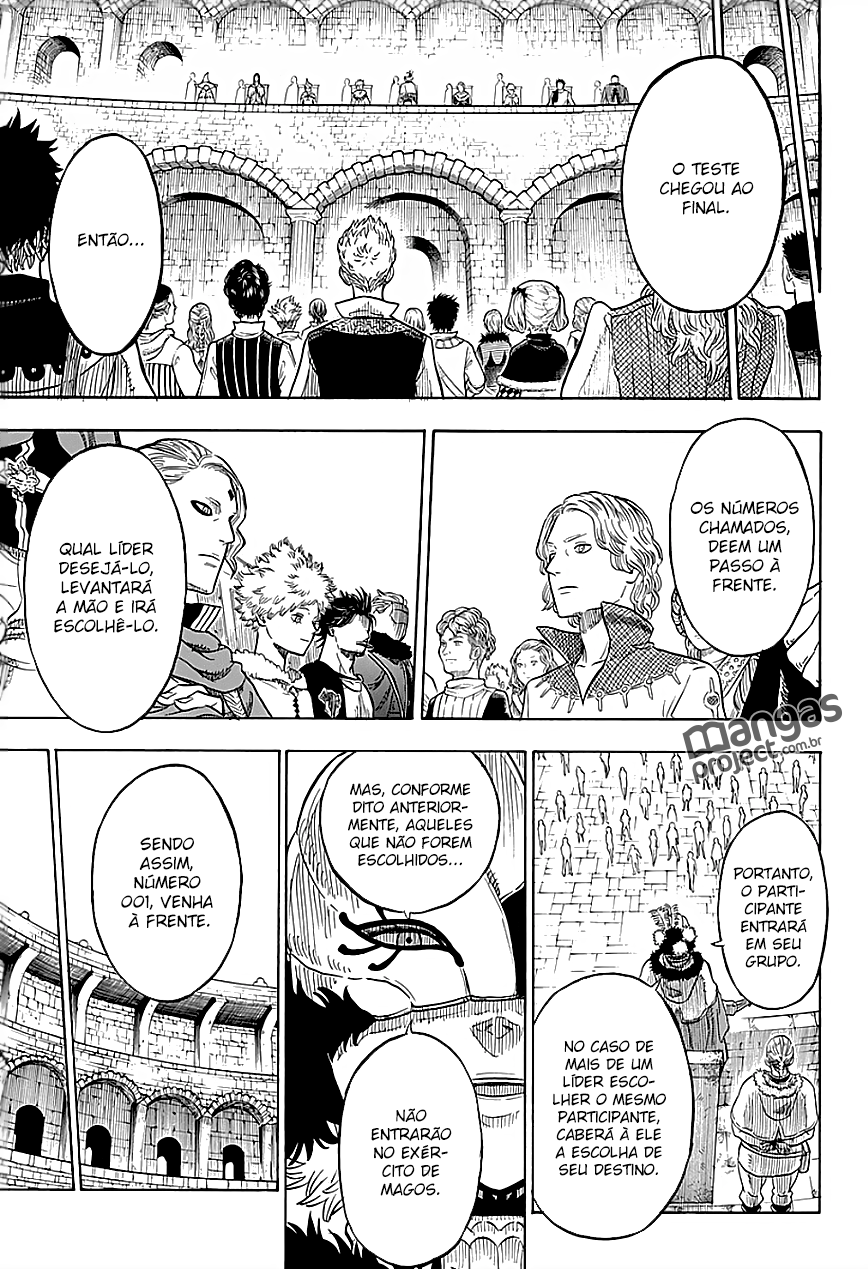 O TESTE
CHEGOU AO
FINAL.
ENTÃO...
OS NÚMEROS
CHAMADOS,
DEEM UM
PASSO À
FRENTE.
QUAL LÍDER
DESEJÁ-LO,
LEVANTARÁ
A MÃO E IRÁ
ESCOLHÊ-LO.
mangas
project.com.br
PORTANTO,
O PARTI-
CIPANTE
ENTRARÁ
EM SEU
GRUPO.
NO CASO DE
MAIS DE UM
LÍDER ESCO-
LHER O MESMO
PARTICIPANTE,
CABERÁ À ELE
A ESCOLHA DE
SEU DESTINO.
MAS, CONFORME
DITO ANTERIOR-
MENTE, AQUELES
QUE NÃO FOREM
ESCOLHIDOS...
NÃO
ENTRARÃO
NO EXÉR-
CITO DE
MAGOS.
SENDO
ASSIM,
NÚMERO
001, VENHA
À FRENTE.